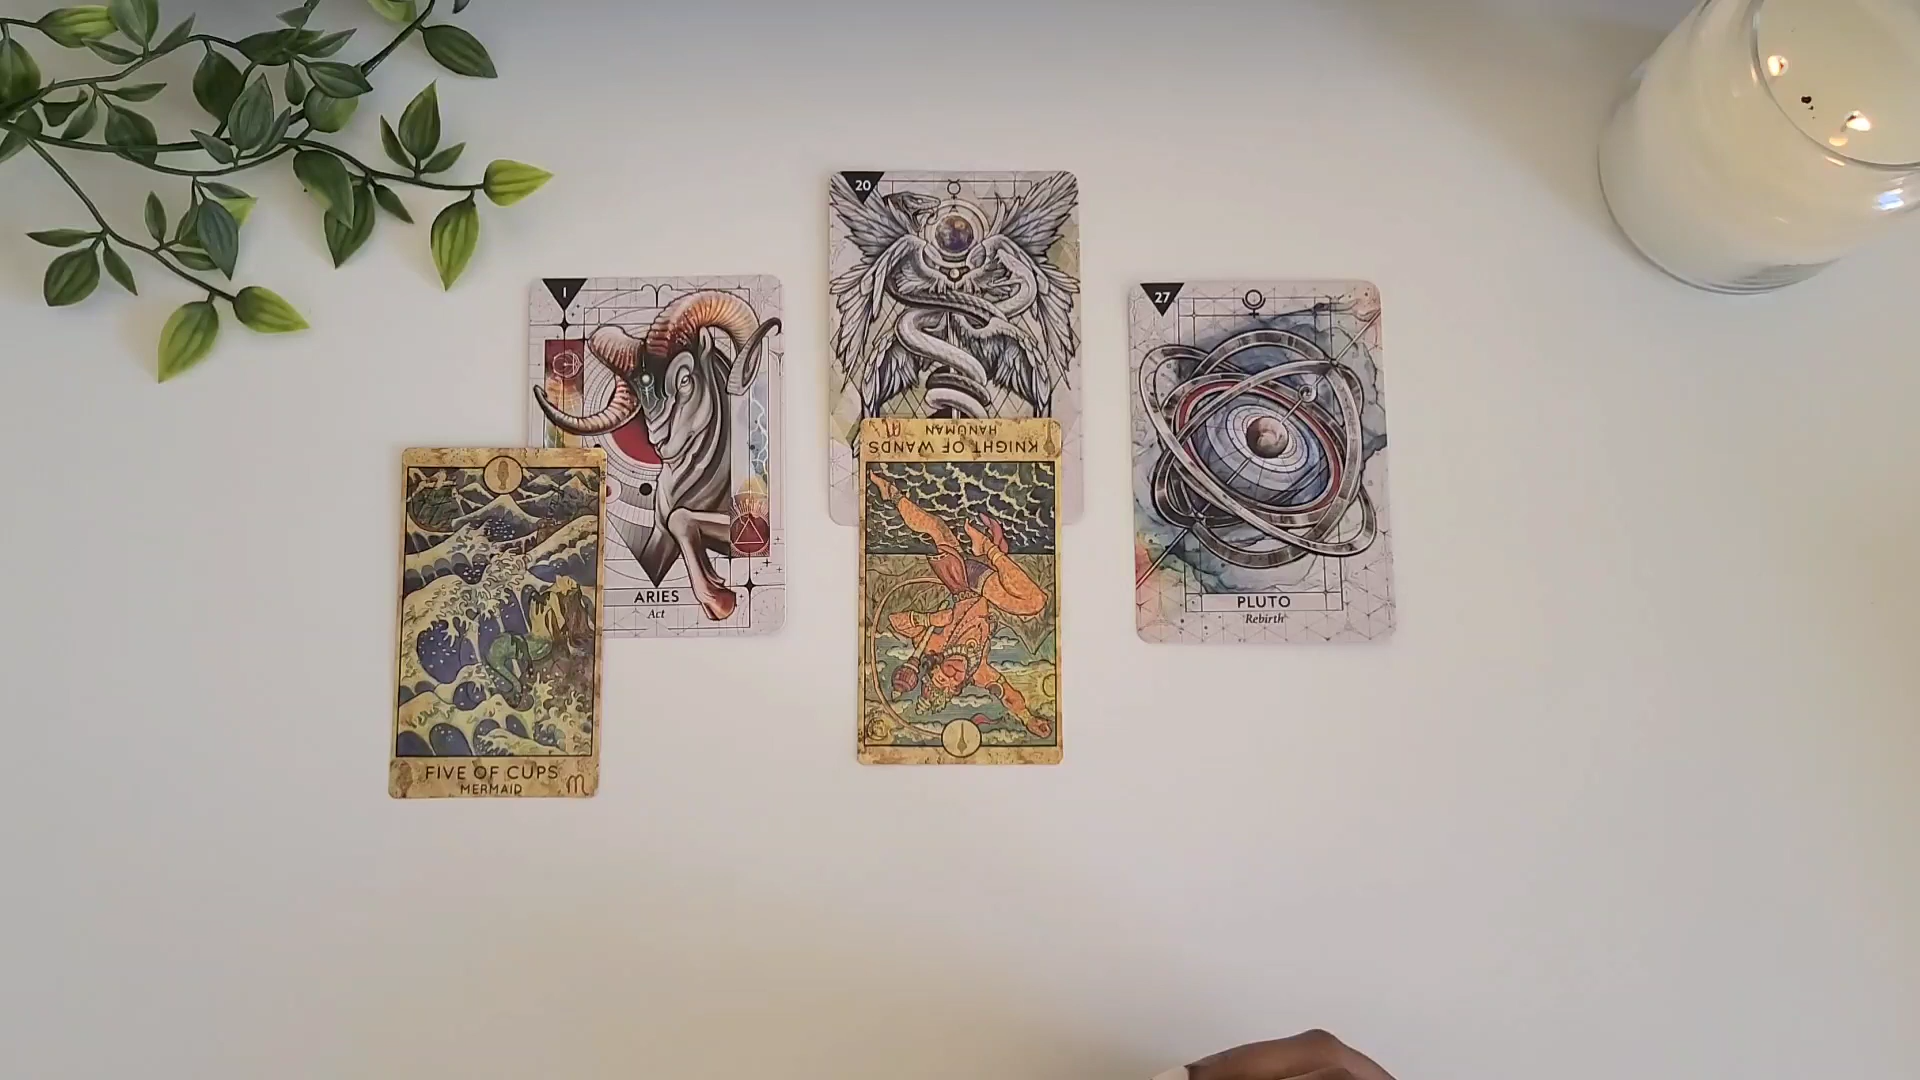 1
ARIES
Act
20
27
PLUTO
Rebirth
FIVE OF CUPS
MERMAID
KNIGHT OF WANDS
HANUMAN